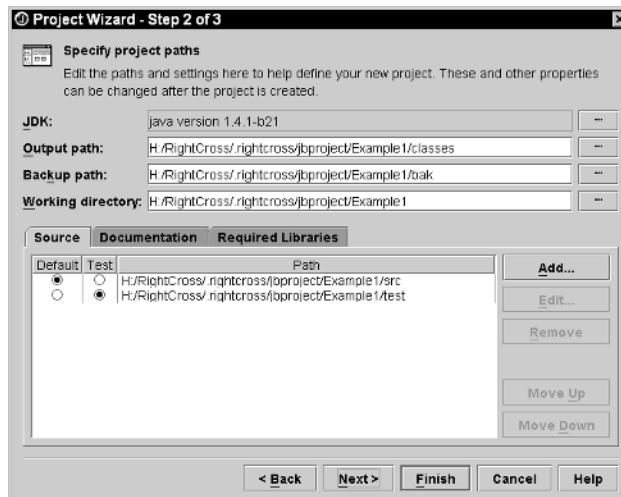 Project Wizard - Step 2 of 3
Specify project paths
Edit the paths and settings here to help define your new project. These and other properties
can be changed after the project is created.
JDK: java version 1.4.1-b21 ...
Output path: H:/RightCross/.rightcross/jbproject/Example1/classes ...
Backup path: H:/RightCross/.rightcross/jbproject/Example1/bak ...
Working directory: H:/RightCross/.rightcross/jbproject/Example1 ...
Source Documentation Required Libraries
Default Test Path
H:/RightCross/.rightcross/jbproject/Example1/src
H:/RightCross/.rightcross/jbproject/Example1/test
Add...
Edit...
Remove
Move Up
Move Down
< Back Next > Finish Cancel Help